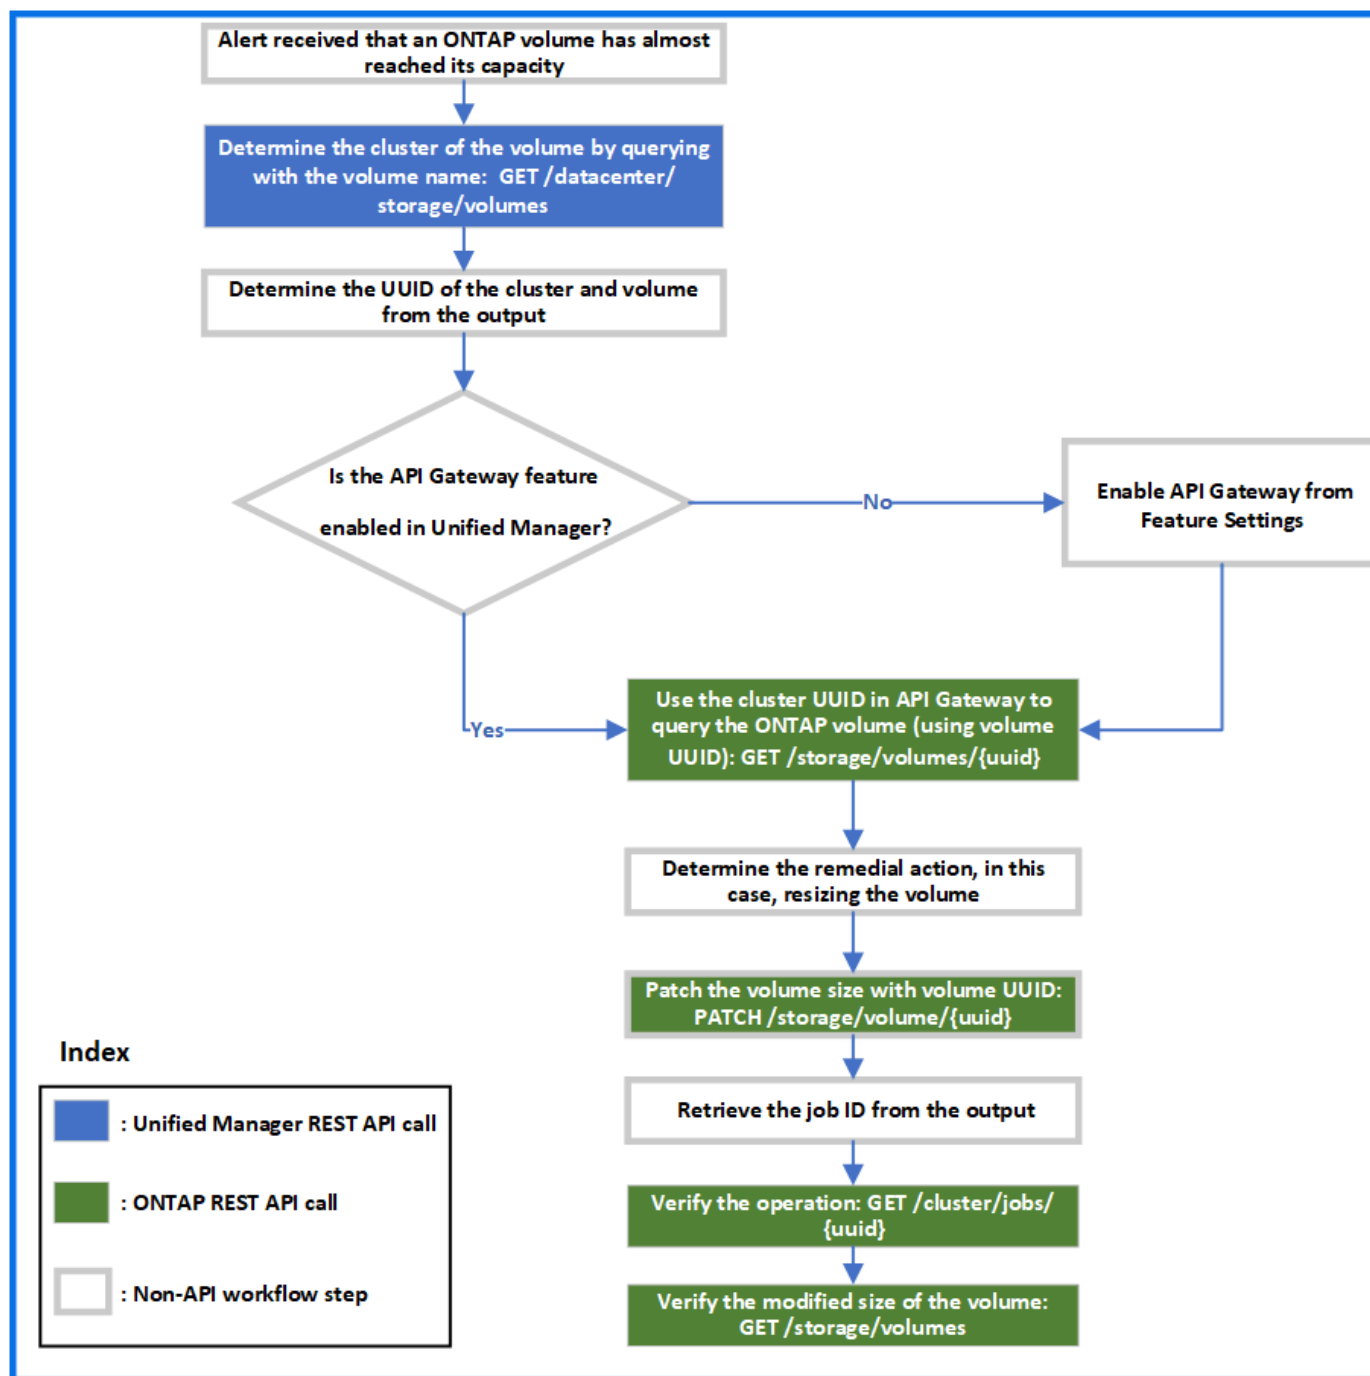 Alert received that an ONTAP volume has almost
reached its capacity
Determine the cluster of the volume by querying
with the volume name: GET /datacenter/
storage/volumes
Determine the UUID of the cluster and volume
from the output
Is the API Gateway feature
enabled in Unified Manager?
No
Enable API Gateway from
Feature Settings
Yes
Use the cluster UUID in API Gateway to
query the ONTAP volume (using volume
UUID): GET /storage/volumes/{uuid}
Determine the remedial action, in this
case, resizing the volume
Patch the volume size with volume UUID:
PATCH /storage/volume/{uuid}
Retrieve the job ID from the output
Verify the operation: GET /cluster/jobs/
{uuid}
Verify the modified size of the volume:
GET /storage/volumes
Index
: Unified Manager REST API call
: ONTAP REST API call
: Non-API workflow step